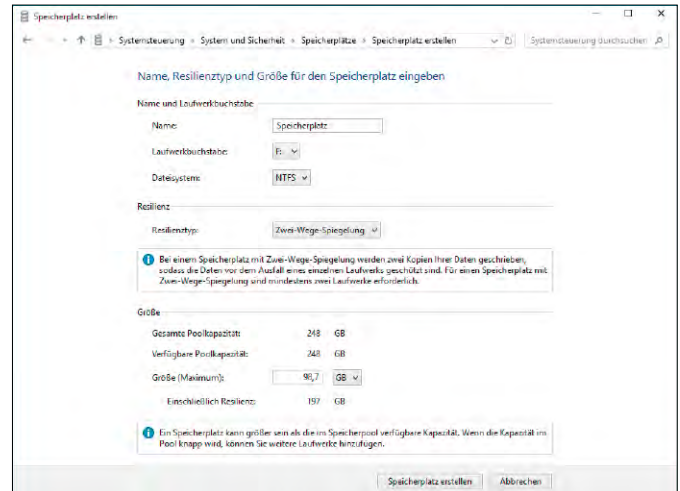 Speicherplatz erstellen
Systemsteuerung System und Sicherheit Speicherplätze Speicherplatz erstellen
Systemsteuerung durchsuchen
Name, Resilienztyp und Größe für den Speicherplatz eingeben
Name und Laufwerkbuchstabe
Name: Speicherplatz
Laufwerkbuchstabe: F:
Dateisystem: NTFS
Resilienz
Resilienztyp: Zwei-Wege-Spiegelung
Bei einem Speicherplatz mit Zwei-Wege-Spiegelung werden zwei Kopien Ihrer Daten geschrieben,
sodass die Daten vor dem Ausfall eines einzelnen Laufwerks geschützt sind. Für einen Speicherplatz mit
Zwei-Wege-Spiegelung sind mindestens zwei Laufwerke erforderlich.
Größe
Gesamte Poolkapazität: 248 GB
Verfügbare Poolkapazität: 248 GB
Größe (Maximum): 98,7 GB
Einschließlich Resilienz: 197 GB
Ein Speicherplatz kann größer sein als die im Speicherpool verfügbare Kapazität. Wenn die Kapazität im
Pool knapp wird, können Sie weitere Laufwerke hinzufügen.
Speicherplatz erstellen Abbrechen